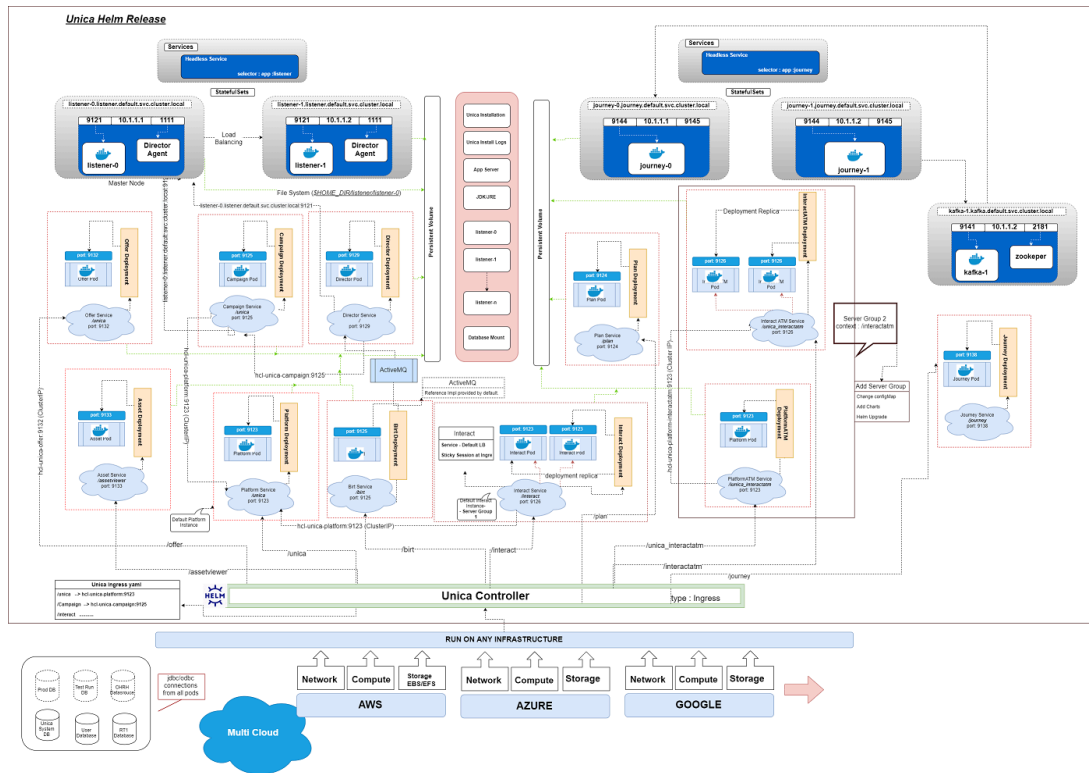 Unica Helm Release
Services
Headless Service
selector : app :listener
StatefulSets
listener-0.listener.default.svc.cluster.local
9121 10.1.1.1 1111
listener-0
Director
Agent
Master Node
Load
Balancing
listener-1.listener.default.svc.cluster.local
9121 10.1.1.2 1111
listener-1
Director
Agent
File System ($HOME_DIR/listener/listener-0)
listener-0.listener.default.svc.cluster.local:9121
Persistent Volume
Unica Installation
Unica Install Logs
App Server
JDK/JRE
listener-0
listener-1
listener-n
Database Mount
Persistent Volume
Services
Headless Service
selector : app :journey
StatefulSets
journey-0.journey.default.svc.cluster.local
9144 10.1.1.1 9145
journey-0
journey-1.journey.default.svc.cluster.local
9144 10.1.1.2 9145
journey-1
kafka-1.kafka.default.svc.cluster.local
9141 10.1.1.2 2181
kafka-1
zookeper
port: 9132
Offer Pod
Offer Deployment
Offer Service
/unica
port: 9132
port: 9125
Campaign Pod
Campaign Deployment
Campaign Service
/unica
port: 9125
port: 9129
Director Pod
Director Deployment
Director Service
/
port: 9129
hcl-unica-campaign:9125
ActiveMQ
ActiveMQ
Reference Impl provided by default.
port: 9124
Plan Pod
Plan Deployment
Plan Service
/plan
port: 9124
Deployment Replica
InteractATM Deployment
port: 9126
port: 9126
Interact ATM Service
/unica_interactatm
port: 9126
Server Group 2
context : /interactatm
Add Server Group
Change configMap
Add Charts
Helm Upgrade
port: 9138
Journey Pod
Journey Deployment
Journey Service
/journey
port: 9138
port: 9133
Asset Pod
Asset Deployment
Asset Service
/assetviewer
port: 9133
port: 9123
Platform Pod
Platform Deployment
Platform Service
/unica
port: 9123
Default Platform
Instance
port: 9125
Birt Deployment
Birt Service
/birt
port: 9125
Interact
Service - Default LB
Sticky Session at Ingre
port: 9123
Interact Pod
port: 9123
Interact Pod
Interact Deployment
deployment replica
Interact Service
/interact
port: 9126
Default Interact
Instance-
- Server Group
1
port: 9123
Platform Pod
PlatformATM
Deployment
PlatformATM Service
/unica_interactatm
port: 9123
hcl-unica-offer:9132 (ClusterIP)
hcl-unica-platform:9123
(ClusterIP)
hcl-unica-platform:9123 (ClusterIP)
hcl-unica-platform-interactatm:9123 (Cluster IP)
/offer
/assetviewer
/unica
/birt
/interact
/plan
/unica_interactatm
/interactatm
/journey
Unica Ingress yaml
/unica --> hcl-unica-platform:9123
/Campaign --> hcl-unica.campaign:9125
/interact --------
HELM
Unica Controller
type : Ingress
RUN ON ANY INFRASTRUCTURE
Network
Compute
Storage
EBS/EFS
AWS
Network
Compute
Storage
AZURE
Network
Compute
Storage
GOOGLE
Multi Cloud
Prod DB
Test Run
DB
Unica
System
DB
User
Database
RT1
Database
jdbc/odbc
connections
from all pods